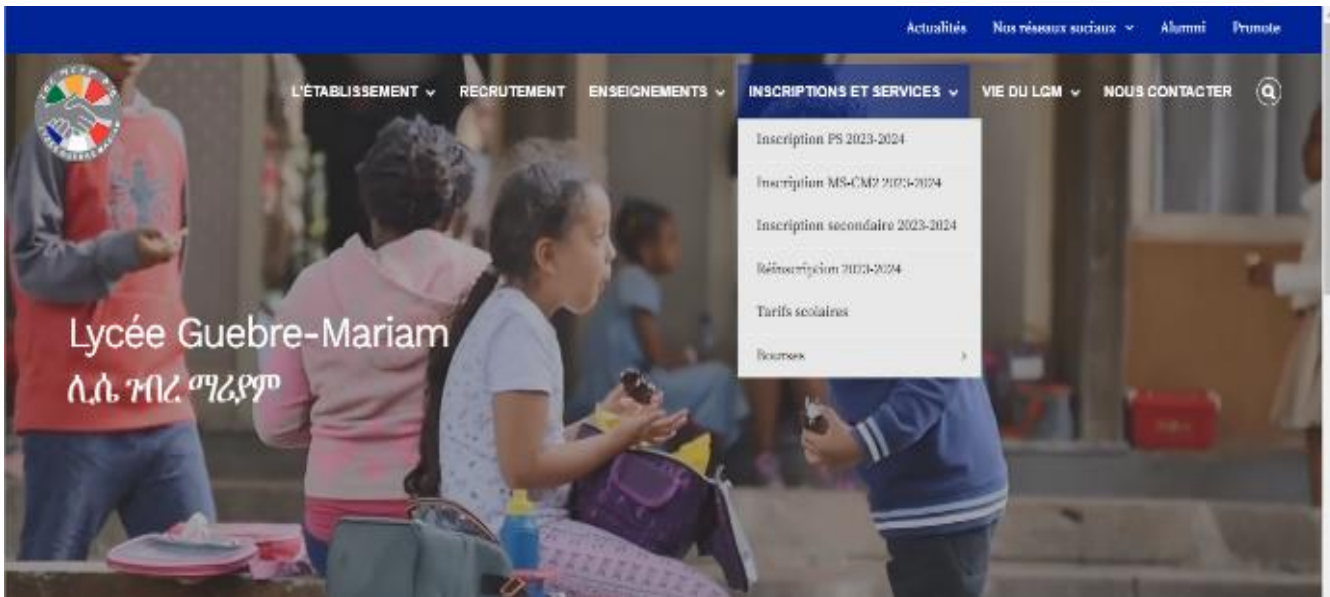 Actualités Nos réseaux sociaux Alumni Pronote
L'ÉTABLISSEMENT RECRUTEMENT ENSEIGNEMENTS INSCRIPTIONS ET SERVICES VIE DU LGM NOUS CONTACTER
Inscription PS 2023-2024
Inscription MS-CM2 2023-2024
Inscription secondaire 2023-2024
Réinscription 2023-2024
Tarifs scolaires
Bourses
Lycée Guebre-Mariam
ሊሴ ገብረ ማሪያም